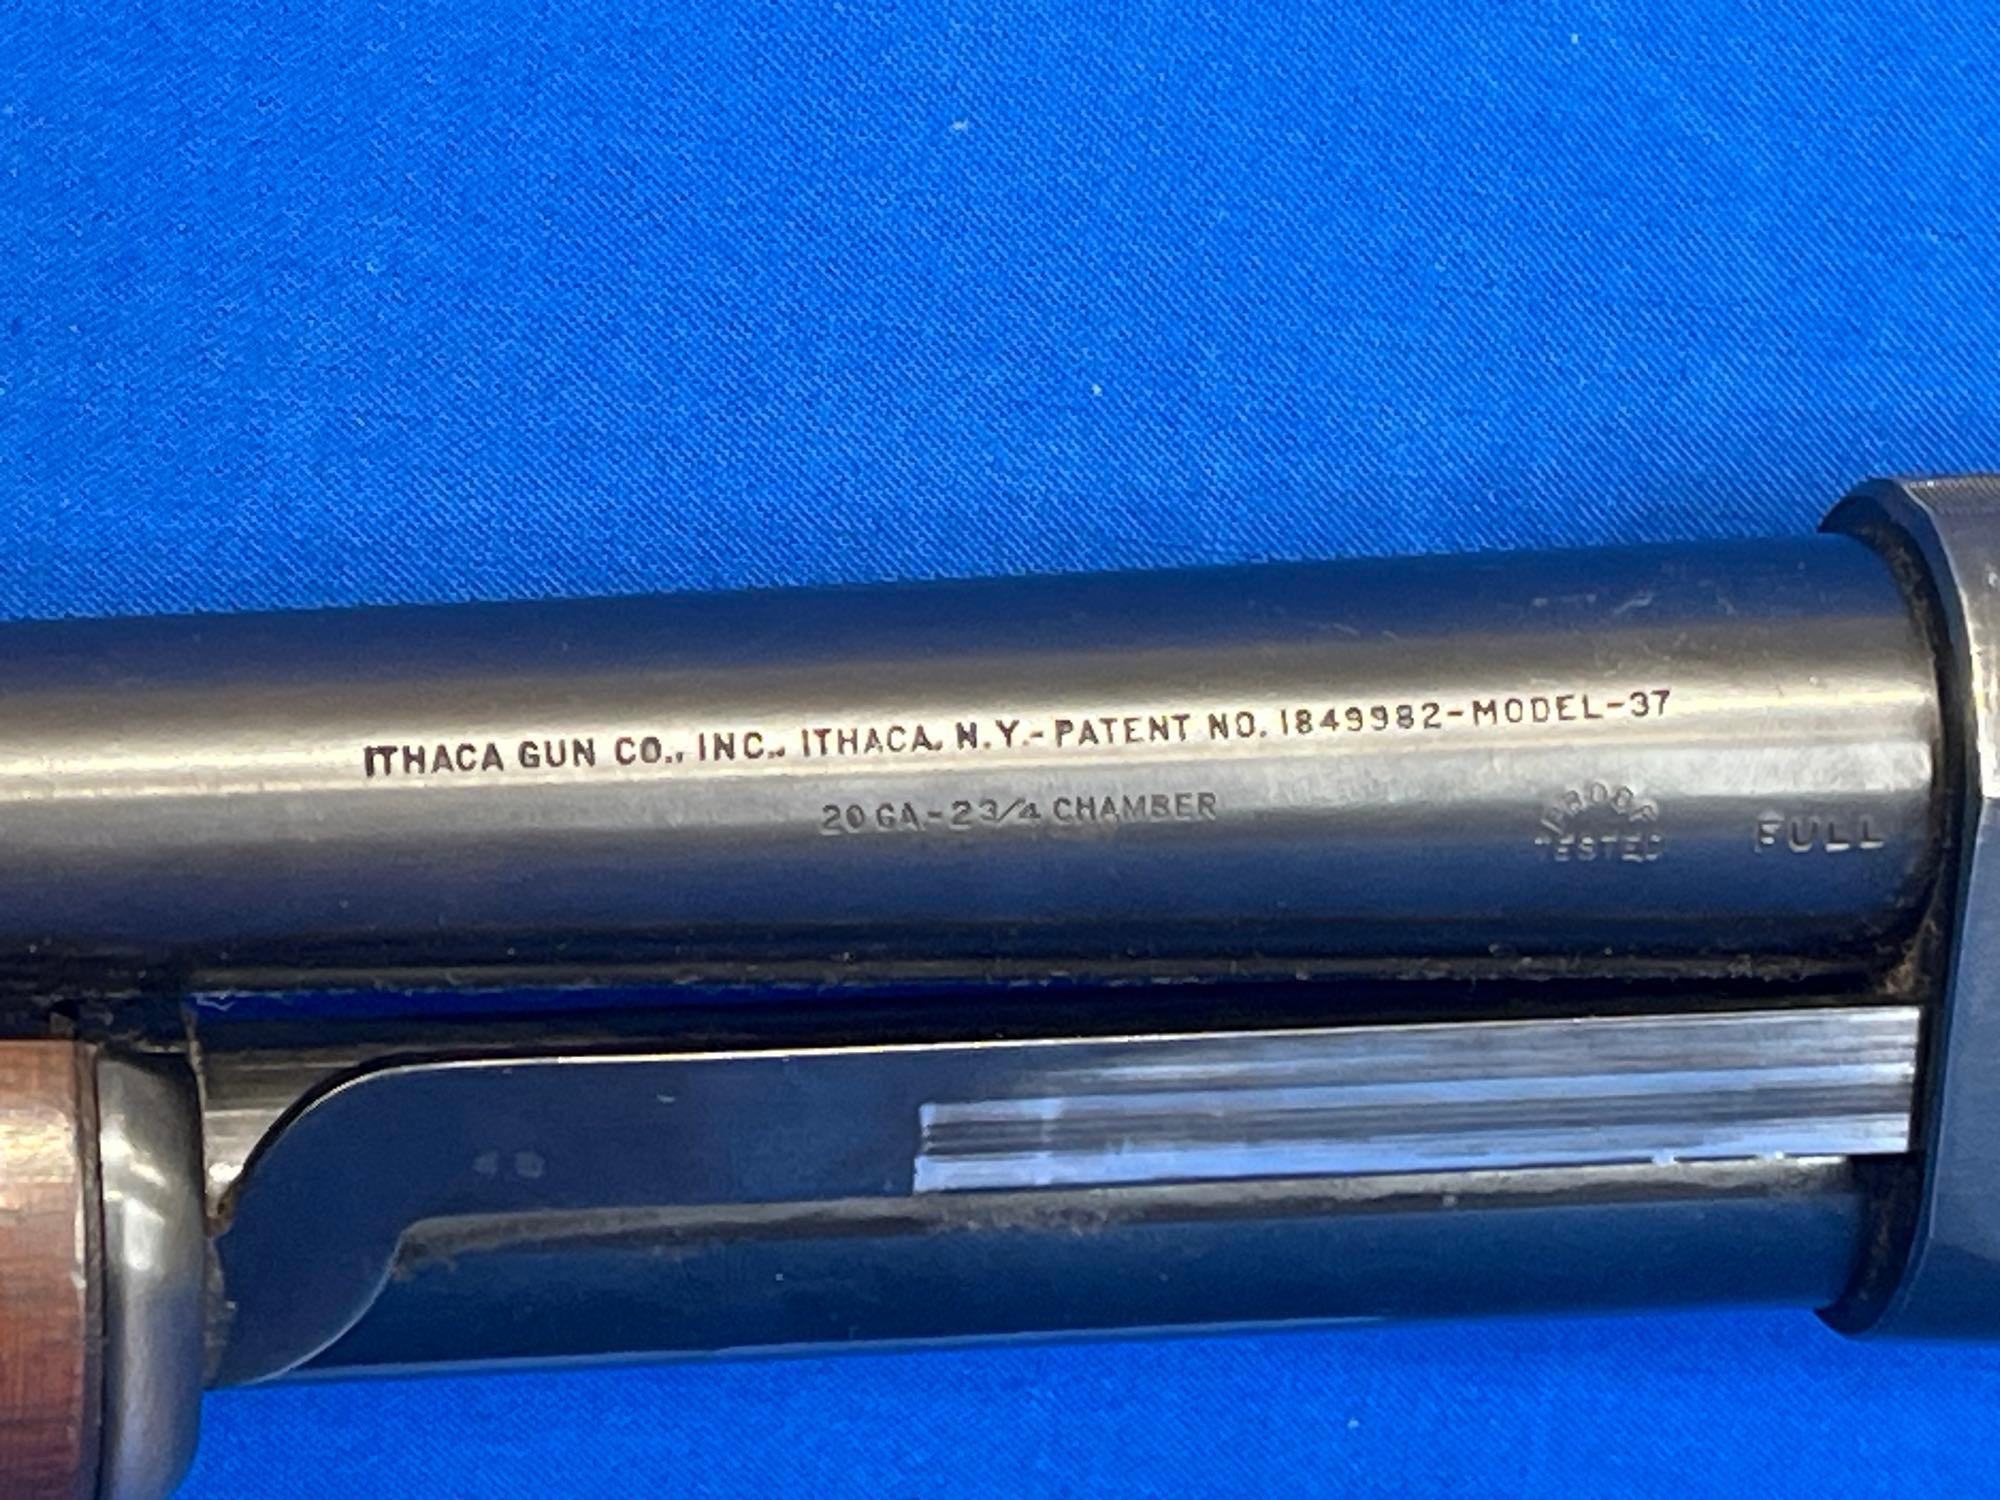 ITHACA GUN CO., INC., ITHACA, N.Y.-PATENT NO. 1849982-MODEL-37
20 GA-2 3/4 CHAMBER
PROOF
TESTED
FULL